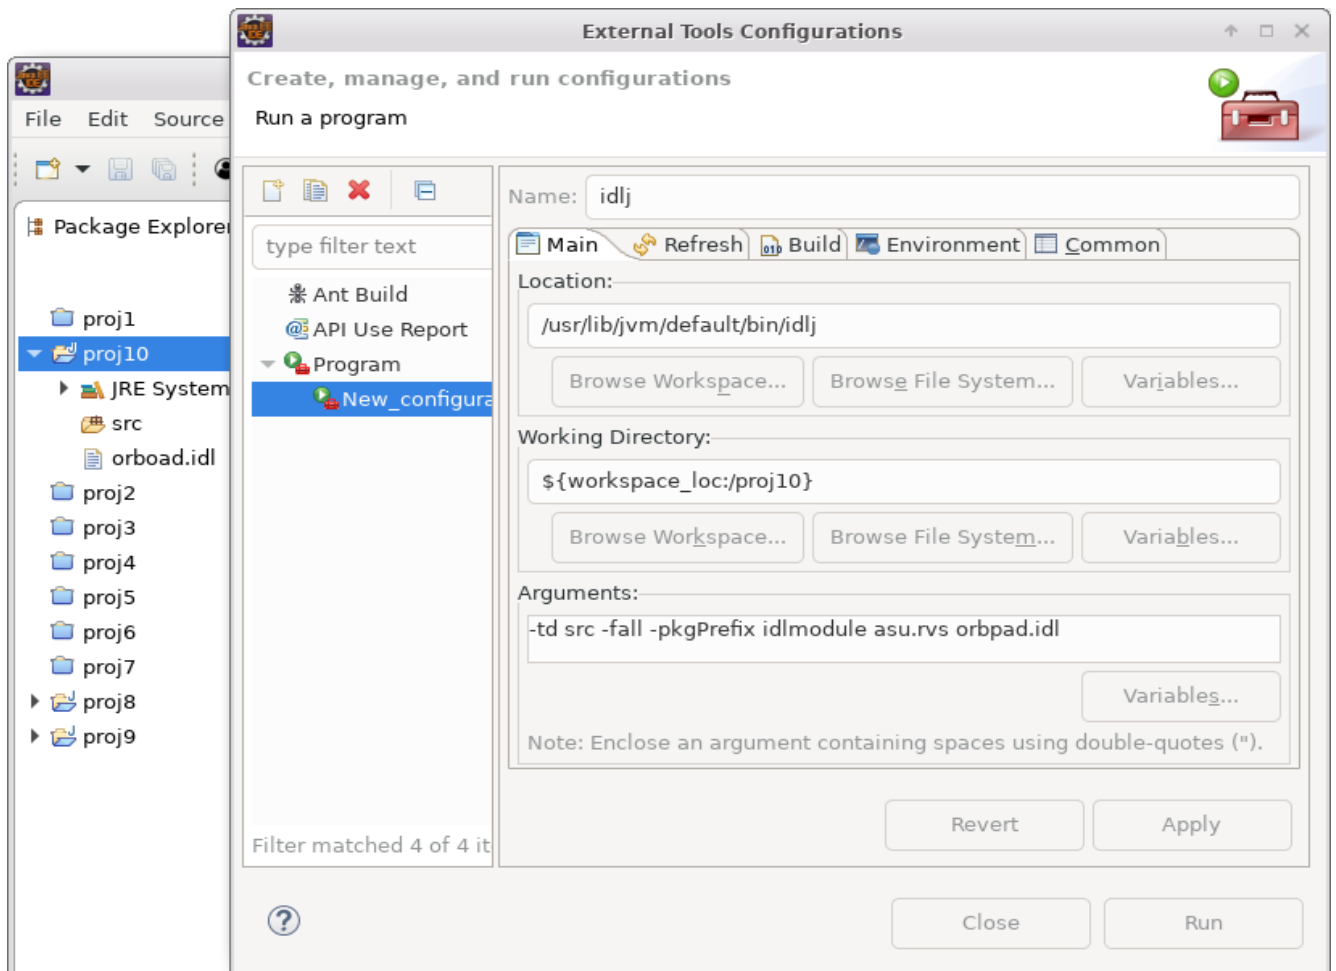 External Tools Configurations
Create, manage, and run configurations
Run a program
File Edit Source
Package Explorer
proj1
proj10
JRE System
src
orboad.idl
proj2
proj3
proj4
proj5
proj6
proj7
proj8
proj9
type filter text
Ant Build
API Use Report
Program
New_configura
Filter matched 4 of 4 it
Name: idlj
Main Refresh Build Environment Common
Location:
/usr/lib/jvm/default/bin/idlj
Browse Workspace... Browse File System... Variables...
Working Directory:
${workspace_loc:/proj10}
Browse Workspace... Browse File System... Variables...
Arguments:
-td src -fall -pkgPrefix idlmodule asu.rvs orbpad.idl
Variables...
Note: Enclose an argument containing spaces using double-quotes (").
Revert Apply
Close Run